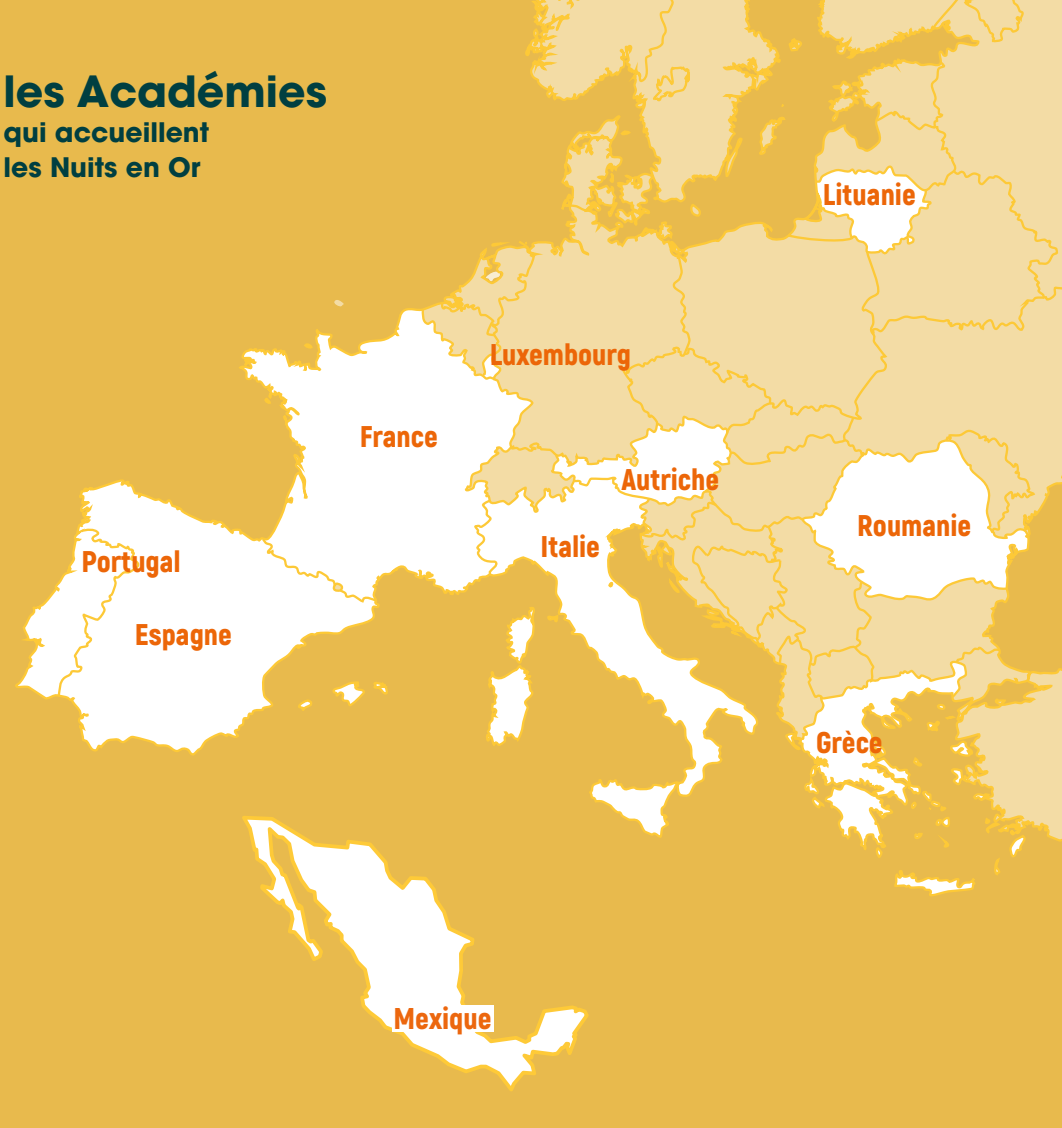 les Académies
qui accueillent
les Nuits en Or
Lituanie
Luxembourg
France
Autriche
Roumanie
Italie
Portugal
Espagne
Grèce
Mexique